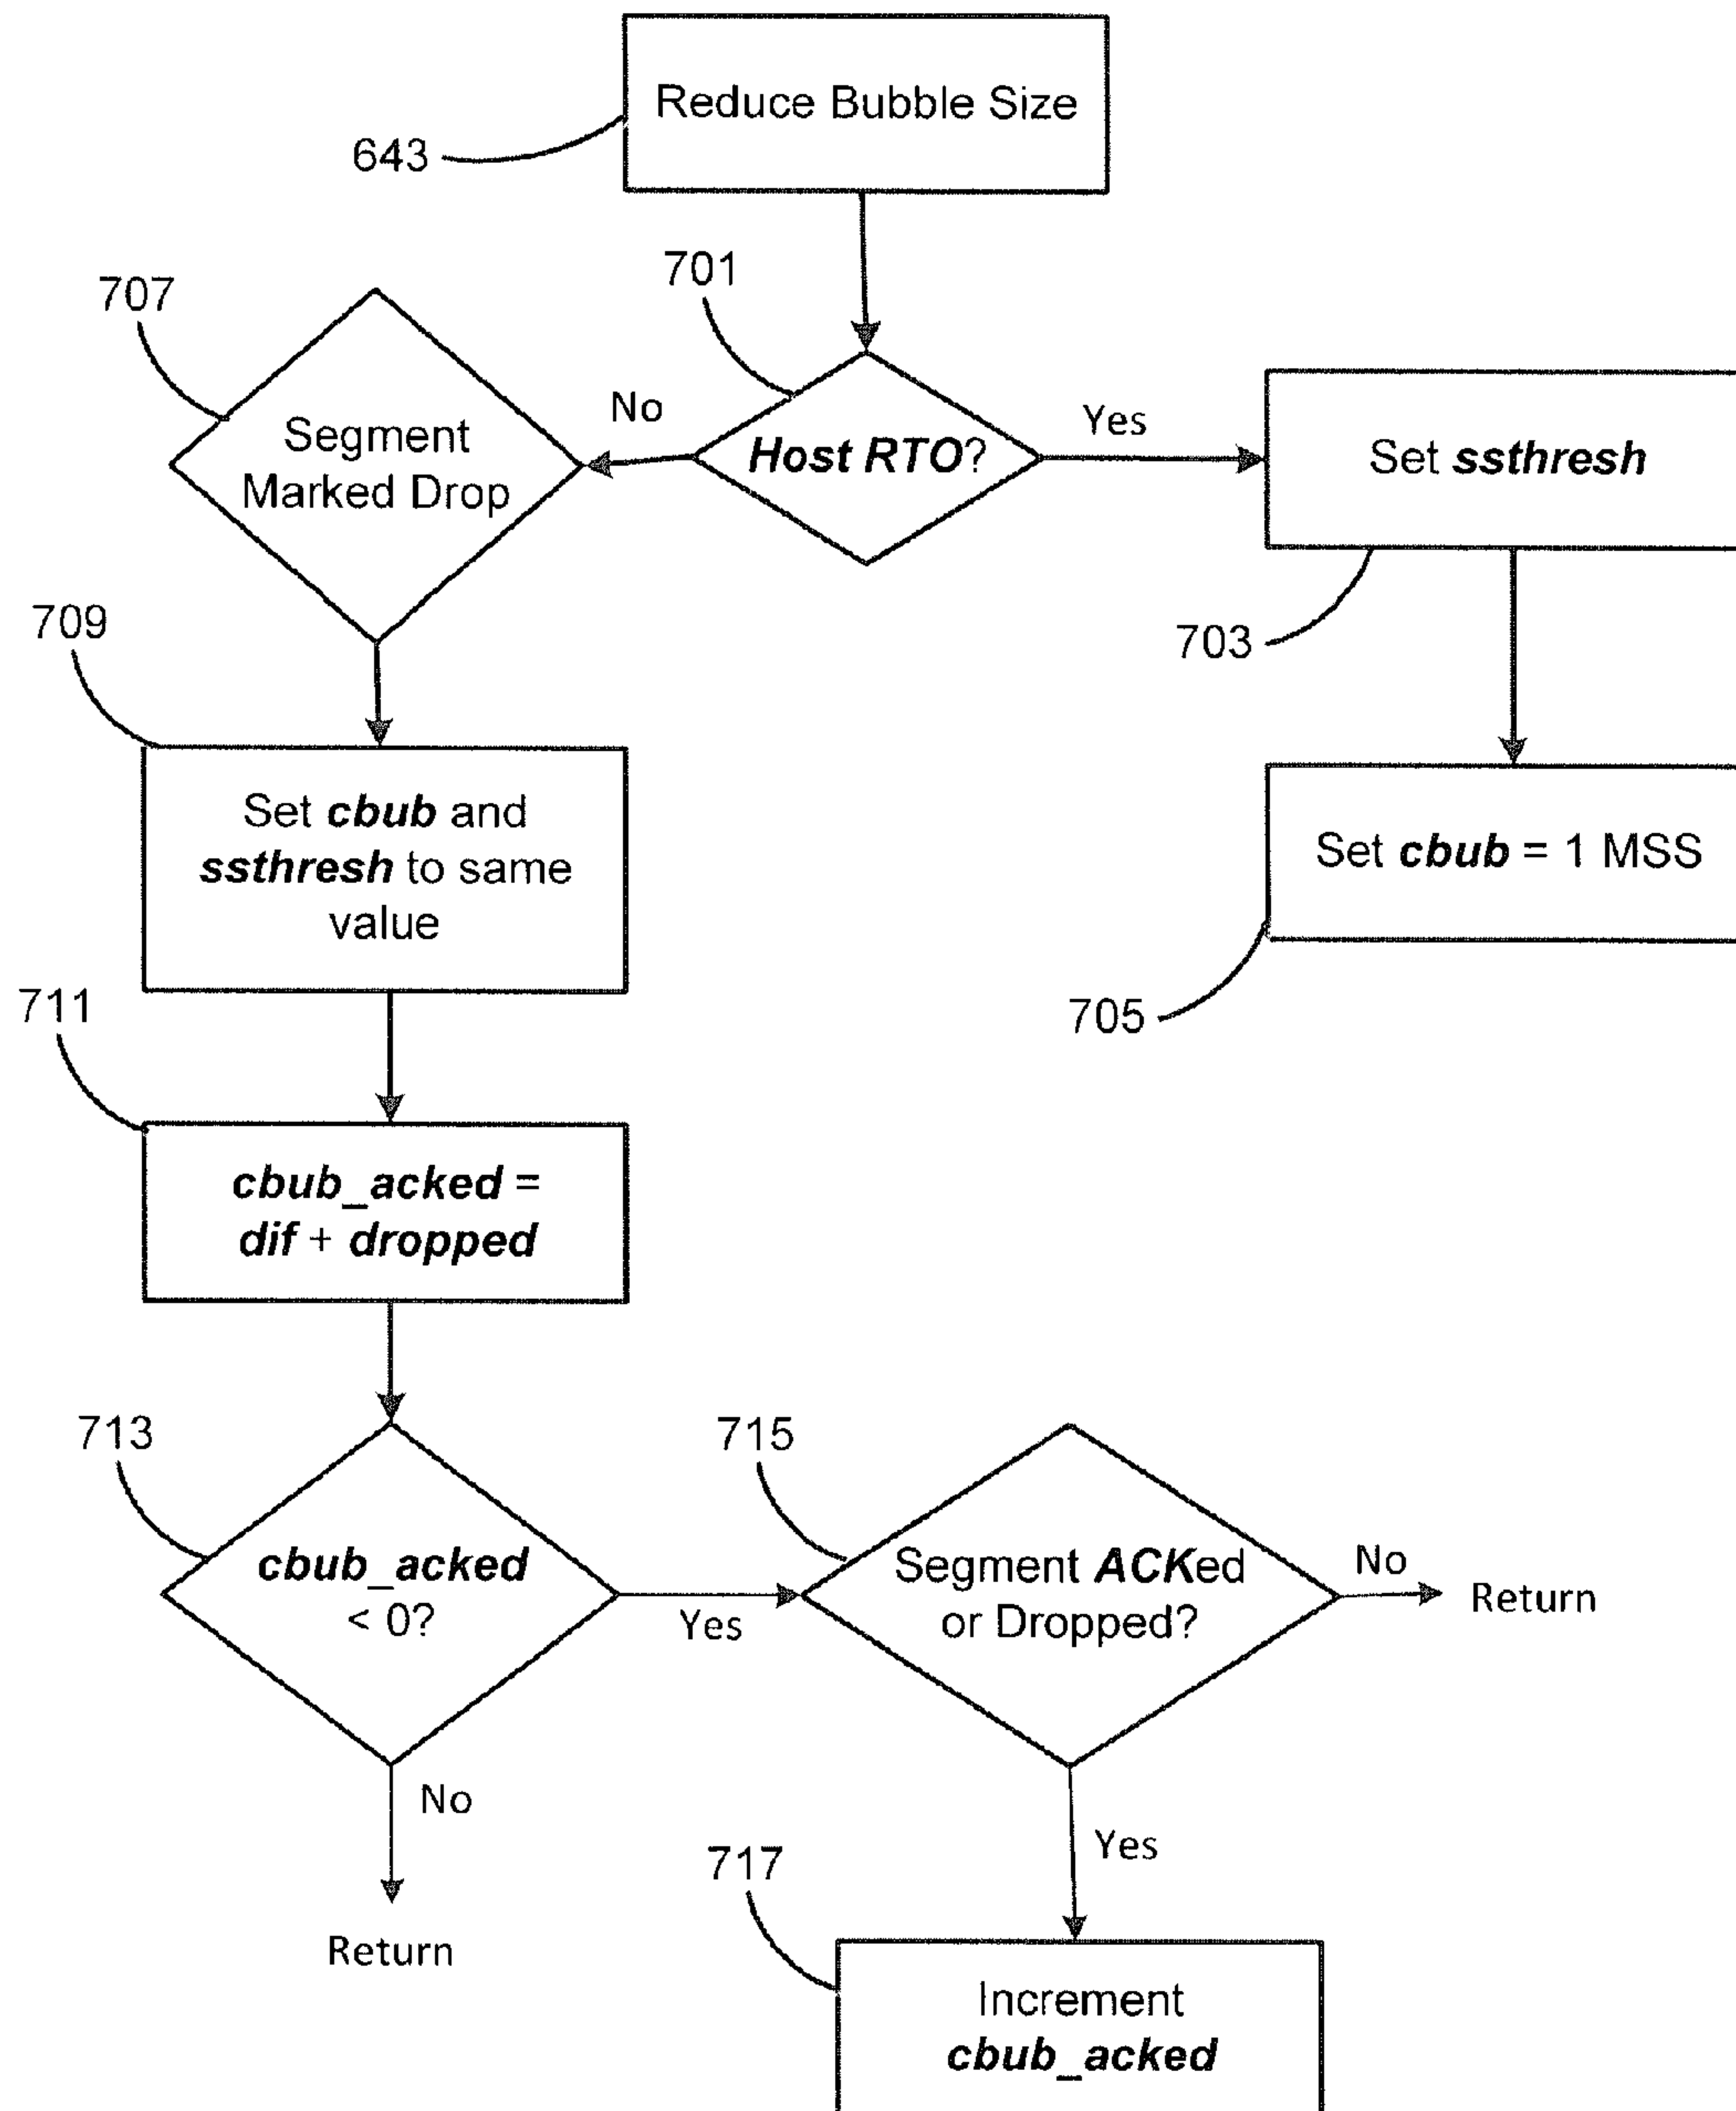 Reduce Bubble Size
643
701
707
No
Yes
Segment
Marked Drop
Host RTO?
Set ssthresh
709
703
Set cbub and
ssthresh to same
value
Set cbub = 1 MSS
711
705
cbub_acked =
dif + dropped
713
715
cbub_acked
< 0?
Yes
Segment ACKed
or Dropped?
No
Return
No
Return
Yes
717
Increment
cbub_acked